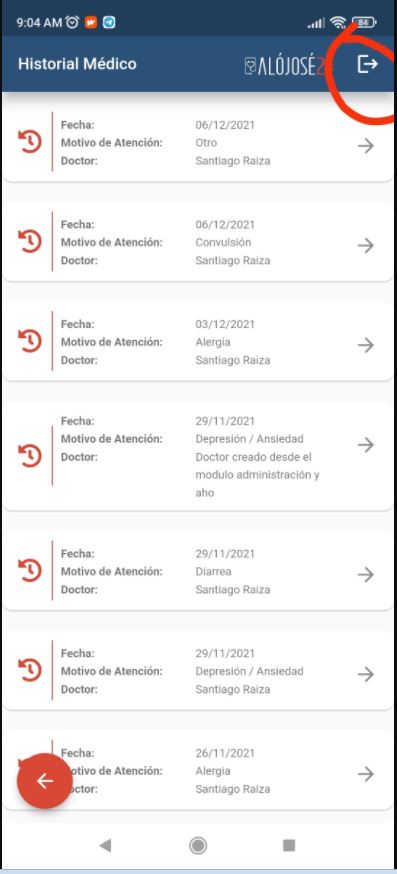 9:04 AM 84
Historial Médico ALÓJOSÉ2
Fecha: 06/12/2021
Motivo de Atención: Otro
Doctor: Santiago Raiza
Fecha: 06/12/2021
Motivo de Atención: Convulsión
Doctor: Santiago Raiza
Fecha: 03/12/2021
Motivo de Atención: Alergia
Doctor: Santiago Raiza
Fecha: 29/11/2021
Motivo de Atención: Depresión / Ansiedad
Doctor: Doctor creado desde el
modulo administración y
aho
Fecha: 29/11/2021
Motivo de Atención: Diarrea
Doctor: Santiago Raiza
Fecha: 29/11/2021
Motivo de Atención: Depresión / Ansiedad
Doctor: Santiago Raiza
Fecha: 26/11/2021
otivo de Atención: Alergia
ctor: Santiago Raiza